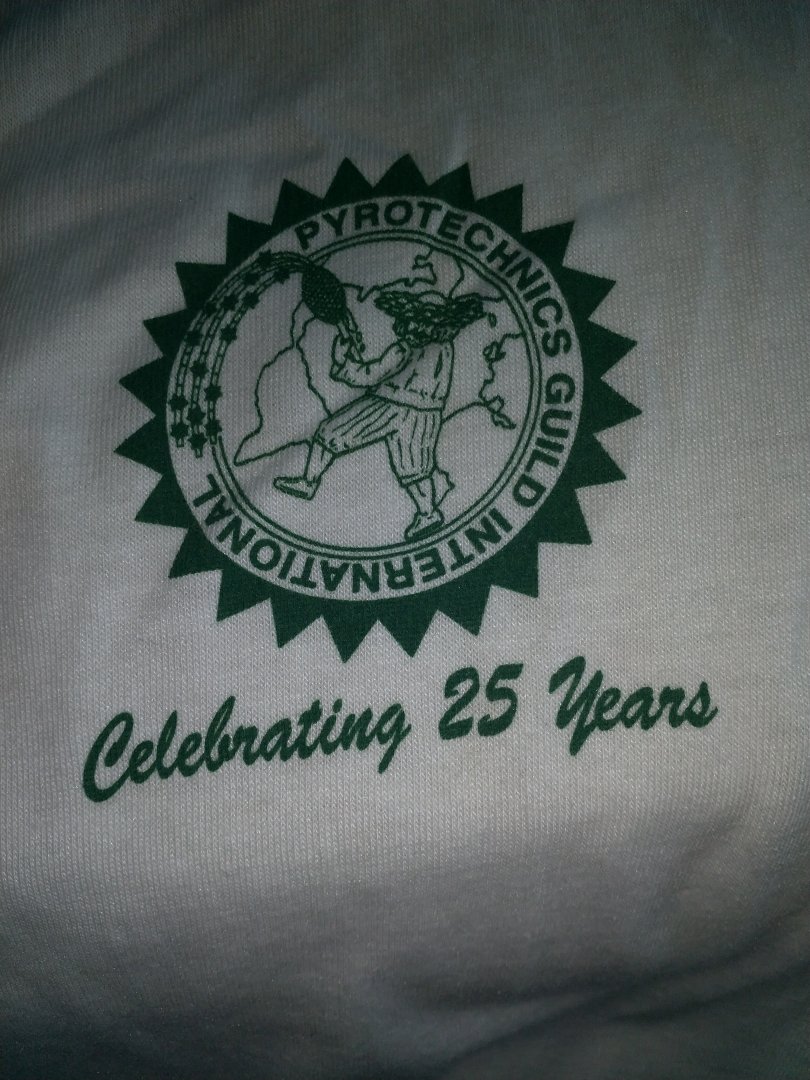 PYROTECHNICS GUILD INTERNATIONAL
Celebrating 25 Years